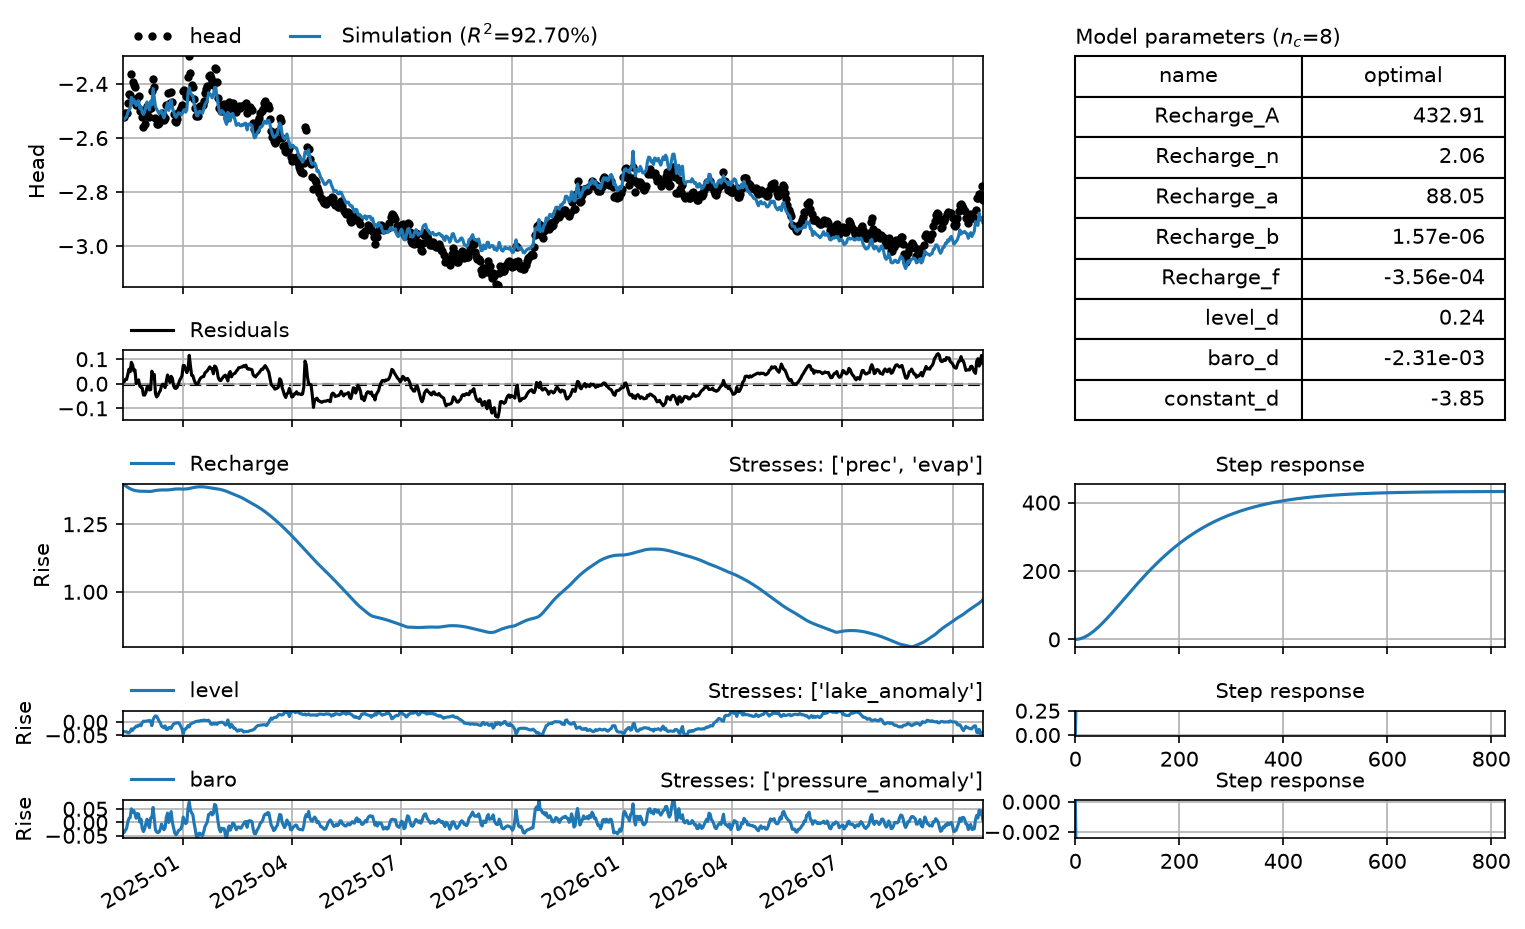 head Simulation (R²=92.70%)
Head
−2.4
−2.6
−2.8
−3.0
Model parameters (n_c=8)
name optimal
Recharge_A 432.91
Recharge_n 2.06
Recharge_a 88.05
Recharge_b 1.57e-06
Recharge_f -3.56e-04
level_d 0.24
baro_d -2.31e-03
constant_d -3.85
Residuals
0.1
0.0
−0.1
Recharge Stresses: ['prec', 'evap']
Rise
1.25
1.00
Step response
400
200
0
level Stresses: ['lake_anomaly']
Rise
0.00
−0.05
Step response
0.25
0.00
0 200 400 600 800
baro Stresses: ['pressure_anomaly']
Rise
0.05
0.00
−0.05
Step response
0.000
−0.002
0 200 400 600 800
2025-01 2025-04 2025-07 2025-10 2026-01 2026-04 2026-07 2026-10